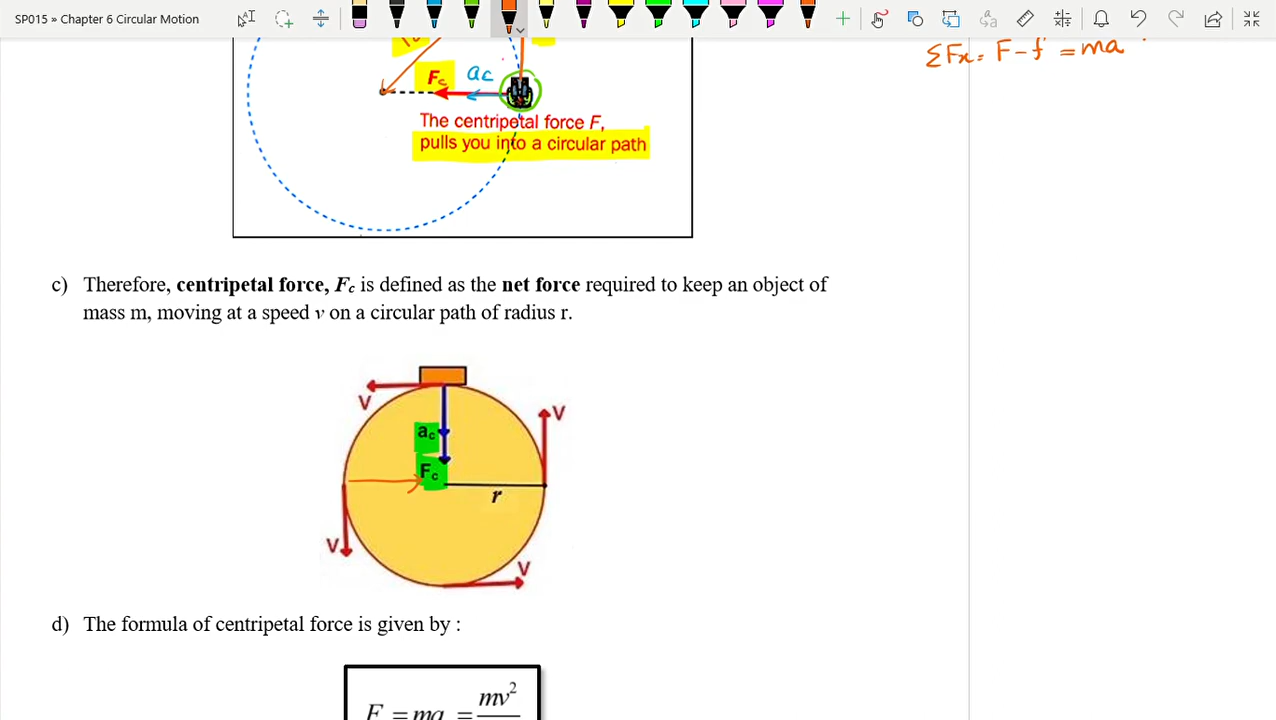 SP015 » Chapter 6 Circular Motion
ΣFx = F - f = ma
Fc
ac
The centripetal force F,
pulls you into a circular path
c) Therefore, centripetal force, Fc is defined as the net force required to keep an object of
mass m, moving at a speed v on a circular path of radius r.
V
V
ac
Fc
r
V
V
d) The formula of centripetal force is given by :
F = ma = mv²